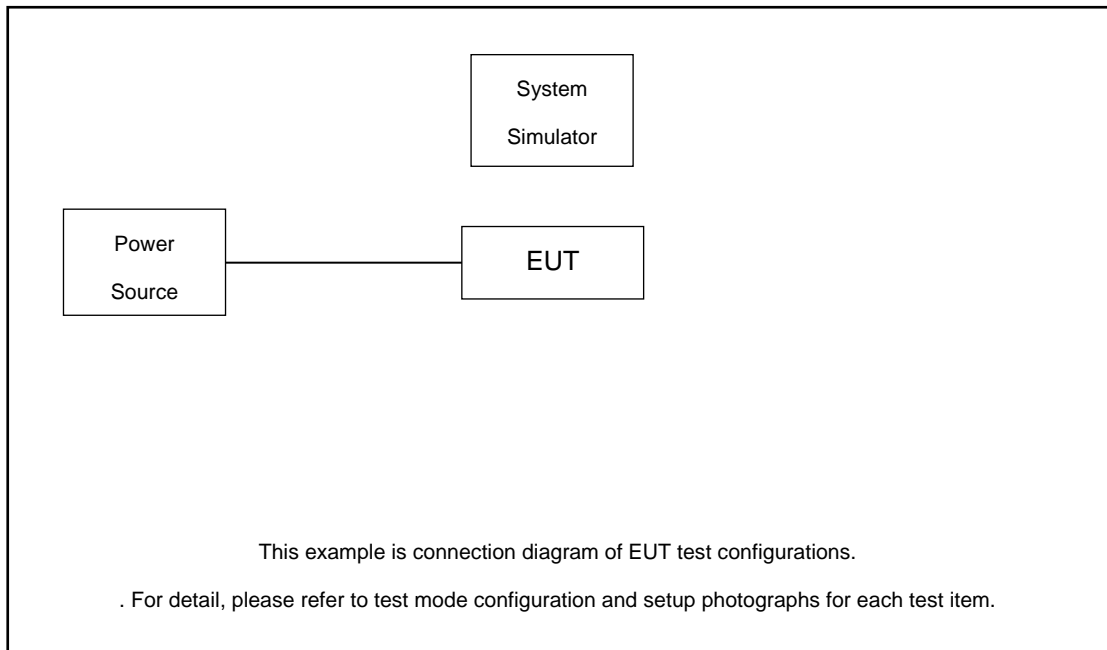 System
Simulator
Power
Source
EUT
This example is connection diagram of EUT test configurations.
. For detail, please refer to test mode configuration and setup photographs for each test item.